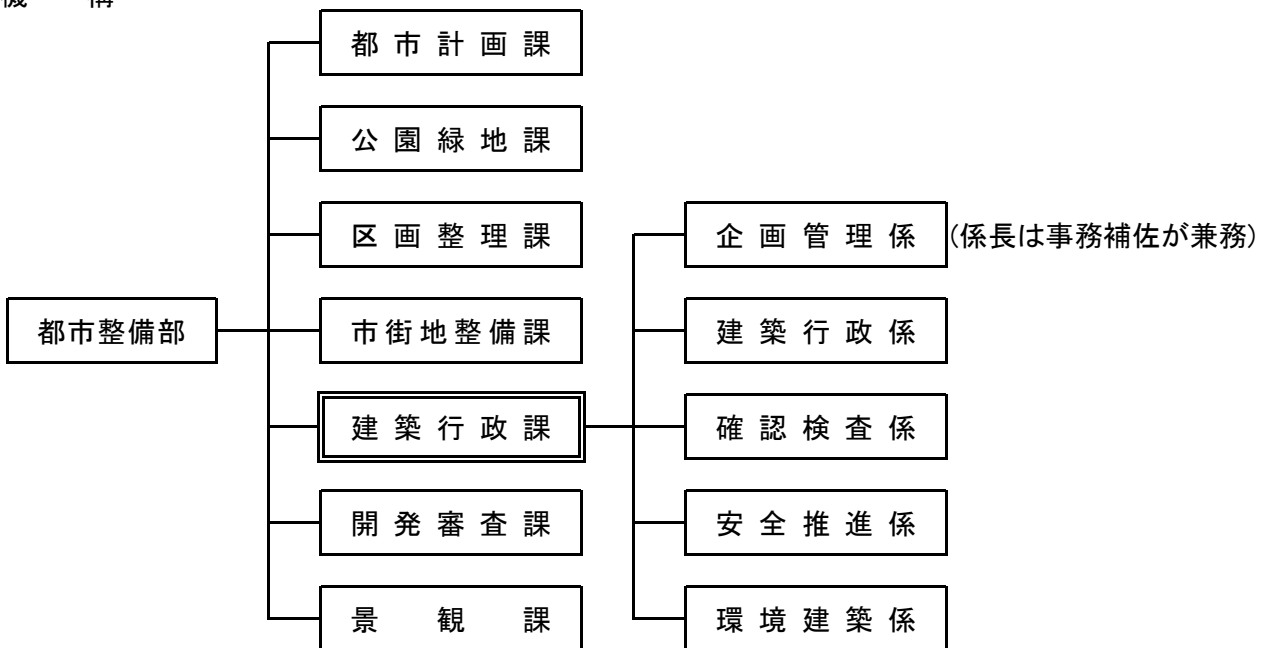 機構
都市計画課
公園緑地課
区画整理課
企画管理係 (係長は事務補佐が兼務)
都市整備部
市街地整備課
建築行政係
建築行政課
確認検査係
開発審査課
安全推進係
景観課
環境建築係